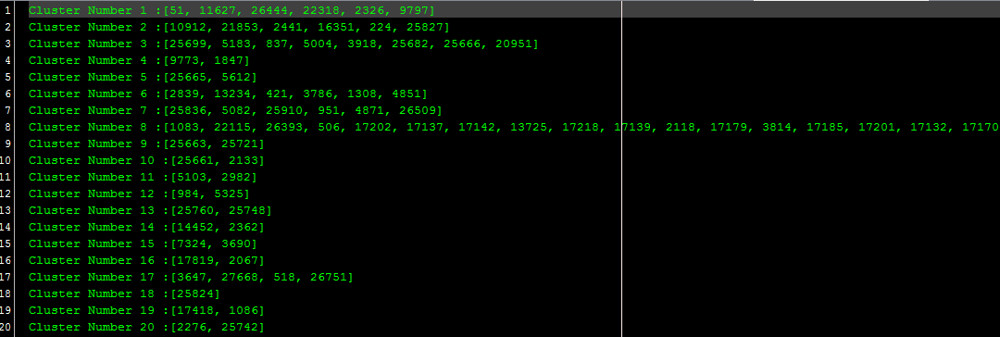 1 Cluster Number 1 :[51, 11627, 26444, 22318, 2326, 9797]
2 Cluster Number 2 :[10912, 21853, 2441, 16351, 224, 25827]
3 Cluster Number 3 :[25699, 5183, 837, 5004, 3918, 25682, 25666, 20951]
4 Cluster Number 4 :[9773, 1847]
5 Cluster Number 5 :[25665, 5612]
6 Cluster Number 6 :[2839, 13234, 421, 3786, 1308, 4851]
7 Cluster Number 7 :[25836, 5082, 25910, 951, 4871, 26509]
8 Cluster Number 8 :[1083, 22115, 26393, 506, 17202, 17137, 17142, 13725, 17218, 17139, 2118, 17179, 3814, 17185, 17201, 17132, 17170
9 Cluster Number 9 :[25663, 25721]
10 Cluster Number 10 :[25661, 2133]
11 Cluster Number 11 :[5103, 2982]
12 Cluster Number 12 :[984, 5325]
13 Cluster Number 13 :[25760, 25748]
14 Cluster Number 14 :[14452, 2362]
15 Cluster Number 15 :[7324, 3690]
16 Cluster Number 16 :[17819, 2067]
17 Cluster Number 17 :[3647, 27668, 518, 26751]
18 Cluster Number 18 :[25824]
19 Cluster Number 19 :[17418, 1086]
20 Cluster Number 20 :[2276, 25742]